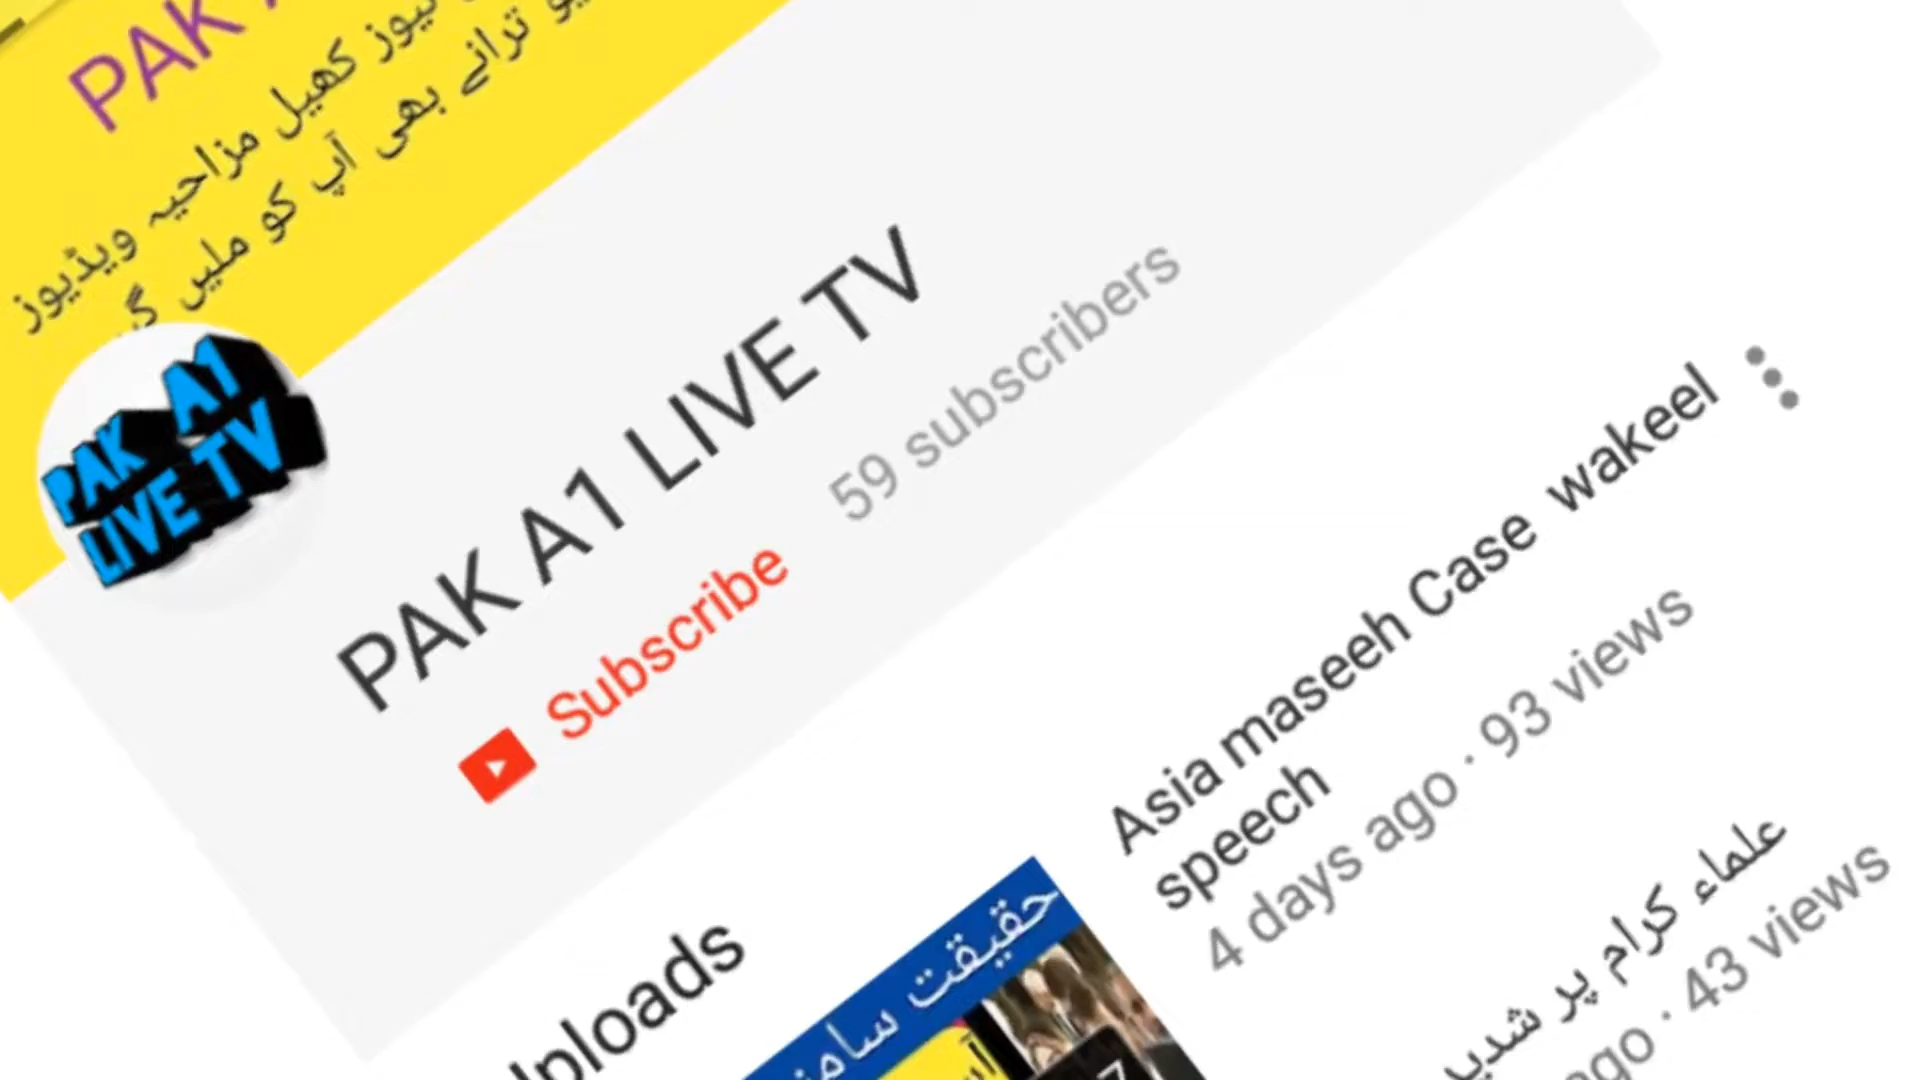 PAK
نیوز کھیل مزاحیہ ویڈیوز
ترانے بھی آپ کو ملیں
PAK A1
LIVE TV
PAK A1 LIVE TV
Subscribe 59 subscribers
Uploads
Asia maseeh Case wakeel
speech
4 days ago · 93 views
حقیقت
علماء کرام پر شدید
ago · 43 views
7